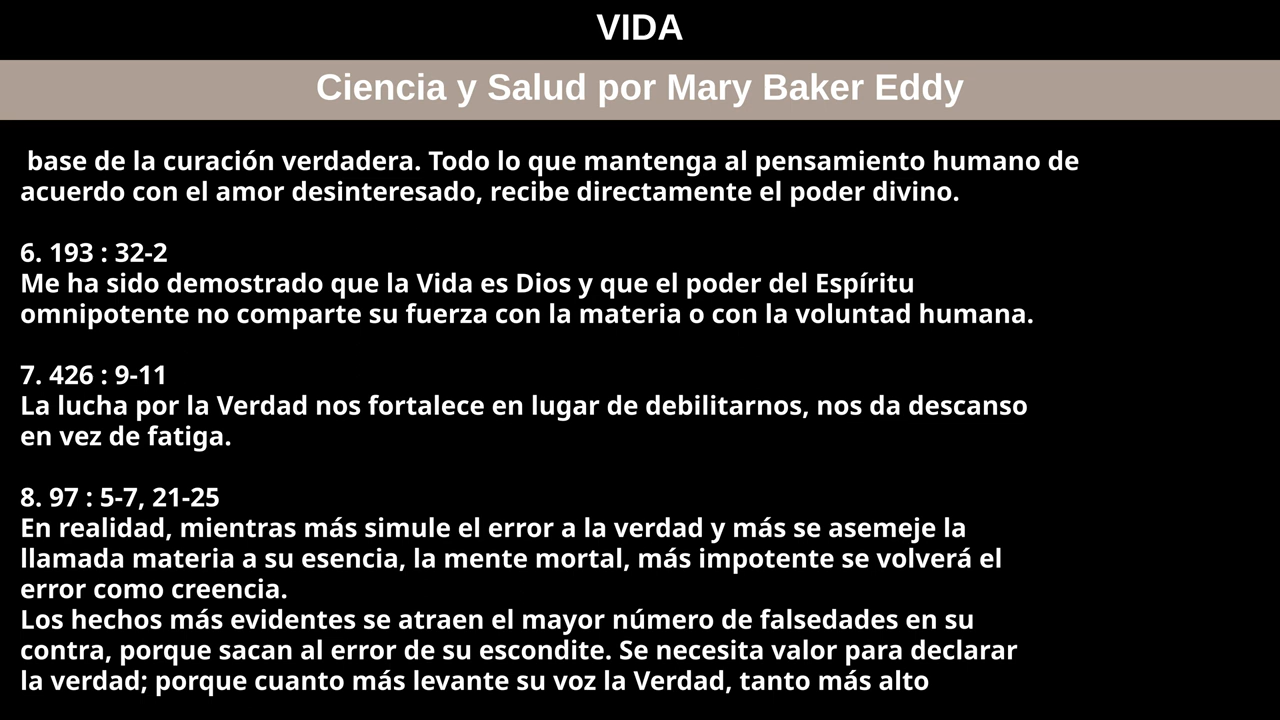 VIDA
Ciencia y Salud por Mary Baker Eddy
base de la curación verdadera. Todo lo que mantenga al pensamiento humano de
acuerdo con el amor desinteresado, recibe directamente el poder divino.
6. 193 : 32-2
Me ha sido demostrado que la Vida es Dios y que el poder del Espíritu
omnipotente no comparte su fuerza con la materia o con la voluntad humana.
7. 426 : 9-11
La lucha por la Verdad nos fortalece en lugar de debilitarnos, nos da descanso
en vez de fatiga.
8. 97 : 5-7, 21-25
En realidad, mientras más simule el error a la verdad y más se asemeje la
llamada materia a su esencia, la mente mortal, más impotente se volverá el
error como creencia.
Los hechos más evidentes se atraen el mayor número de falsedades en su
contra, porque sacan al error de su escondite. Se necesita valor para declarar
la verdad; porque cuanto más levante su voz la Verdad, tanto más alto